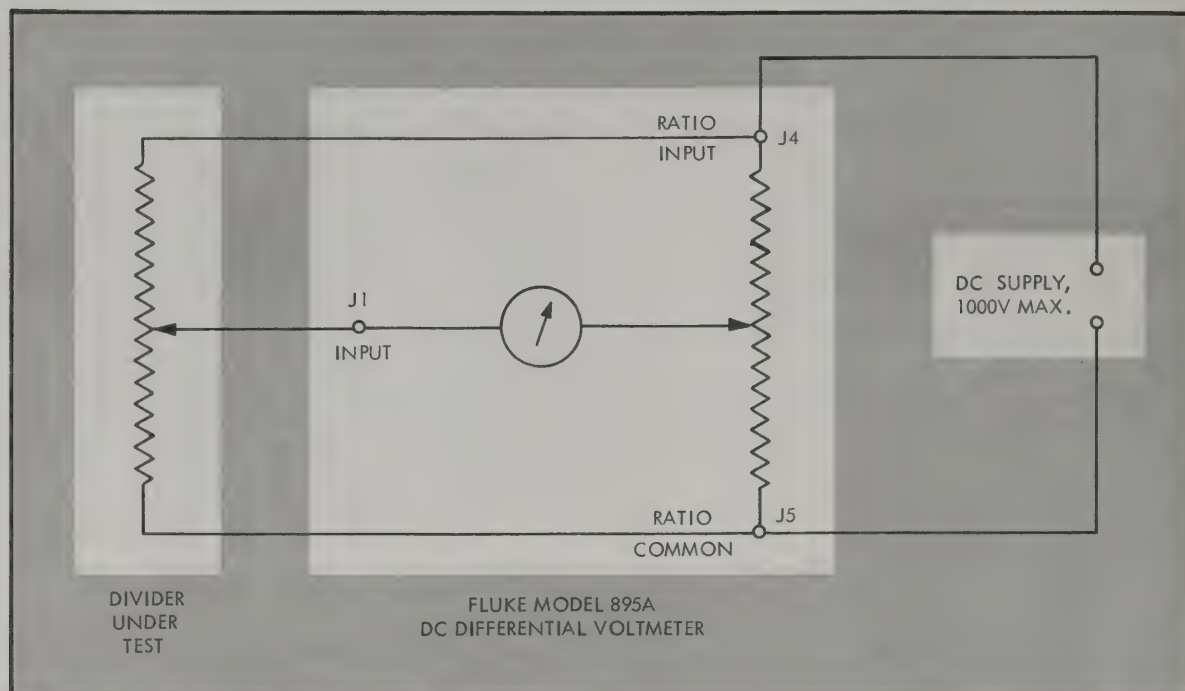 RATIO
INPUT
J4
J1
INPUT
DC SUPPLY,
1000V MAX.
RATIO
COMMON
J5
DIVIDER
UNDER
TEST
FLUKE MODEL 895A
DC DIFFERENTIAL VOLTMETER